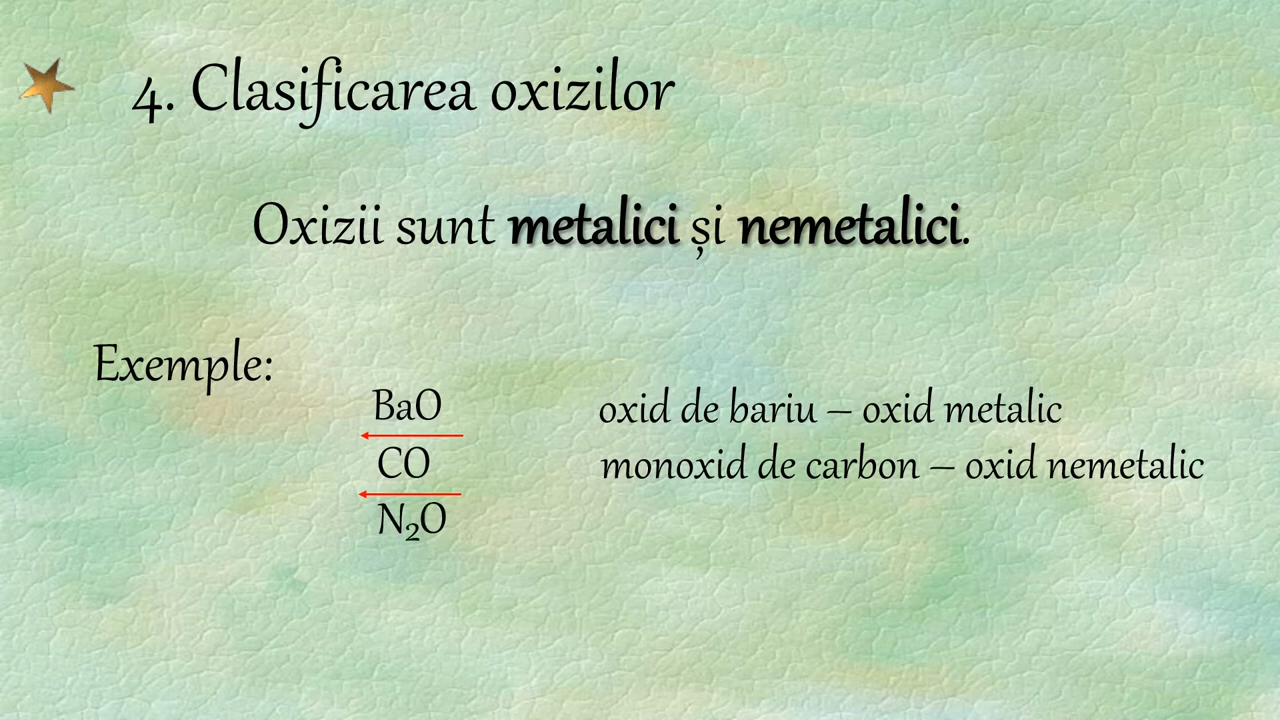 4. Clasificarea oxizilor
Oxizii sunt metalici și nemetalici.
Exemple:
BaO oxid de bariu – oxid metalic
CO monoxid de carbon – oxid nemetalic
N₂O